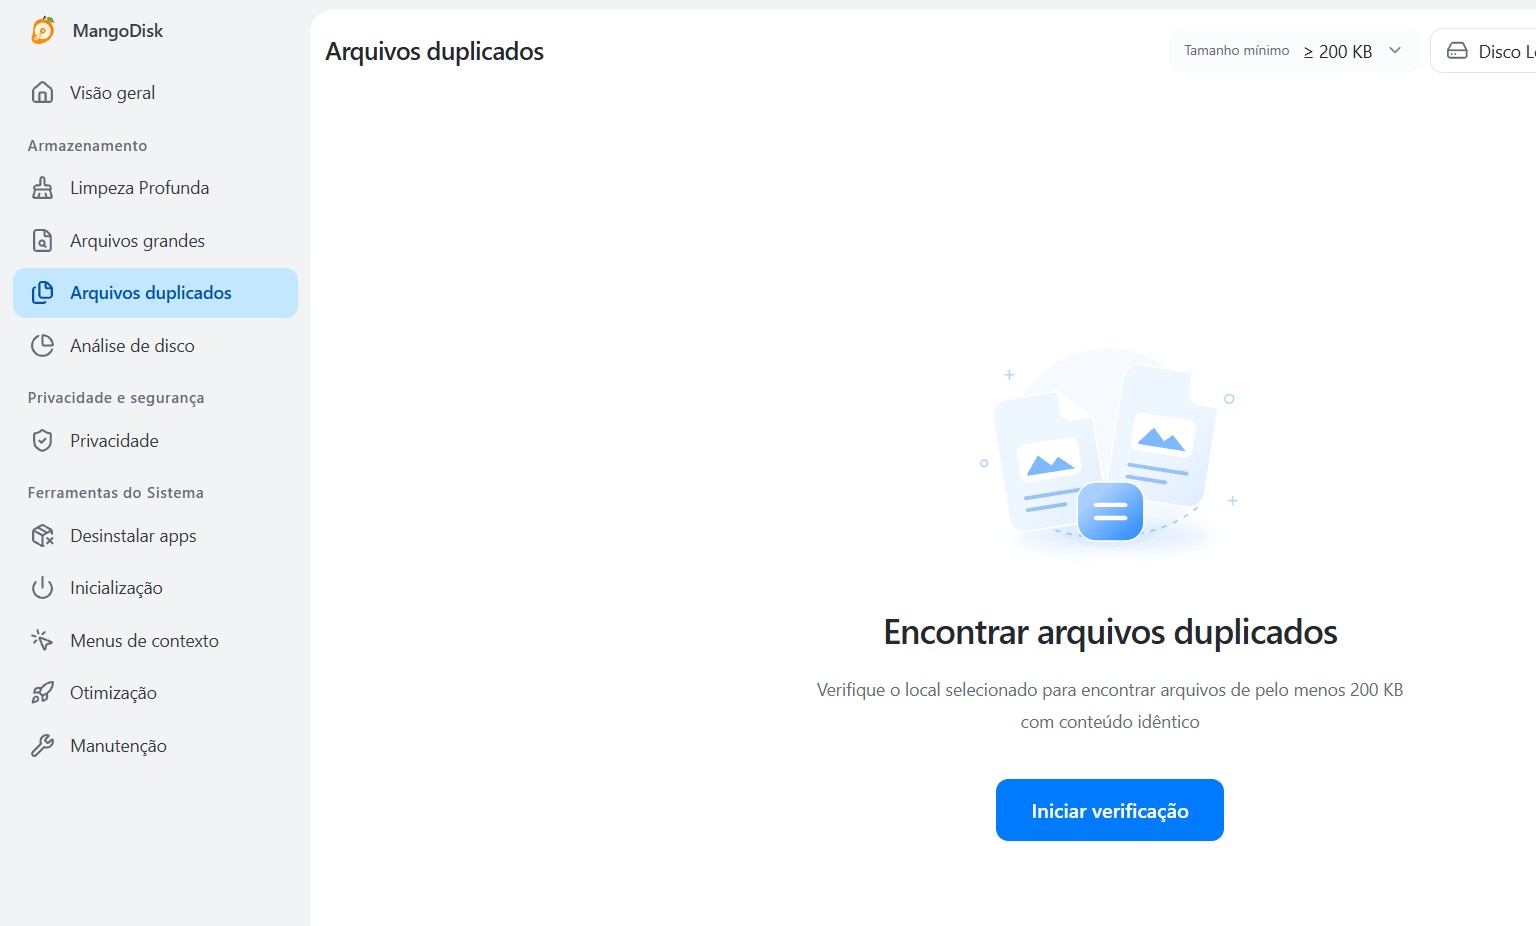 MangoDisk
Visão geral
Armazenamento
Limpeza Profunda
Arquivos grandes
Arquivos duplicados
Análise de disco
Privacidade e segurança
Privacidade
Ferramentas do Sistema
Desinstalar apps
Inicialização
Menus de contexto
Otimização
Manutenção
Arquivos duplicados
Tamanho mínimo ≥ 200 KB
Disco
Encontrar arquivos duplicados
Verifique o local selecionado para encontrar arquivos de pelo menos 200 KB
com conteúdo idêntico
Iniciar verificação